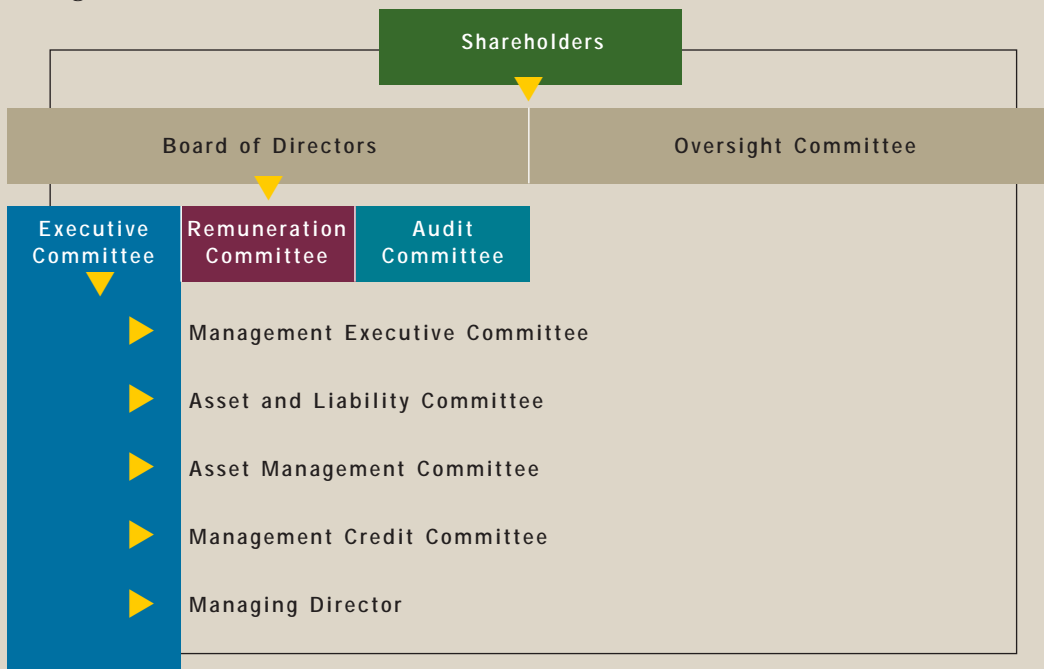 Shareholders
Board of Directors
Oversight Committee
Executive
Committee
Remuneration
Committee
Audit
Committee
Management Executive Committee
Asset and Liability Committee
Asset Management Committee
Management Credit Committee
Managing Director